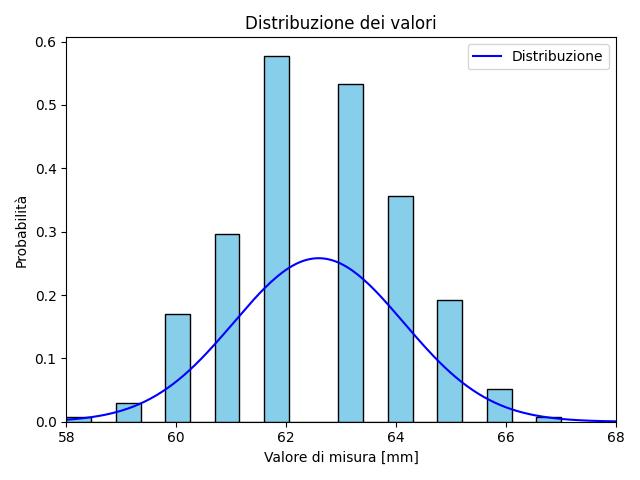 Distribuzione dei valori
Distribuzione
0.6
0.5
0.4
0.3
0.2
0.1
0.0
Probabilità
58 60 62 64 66 68
Valore di misura [mm]